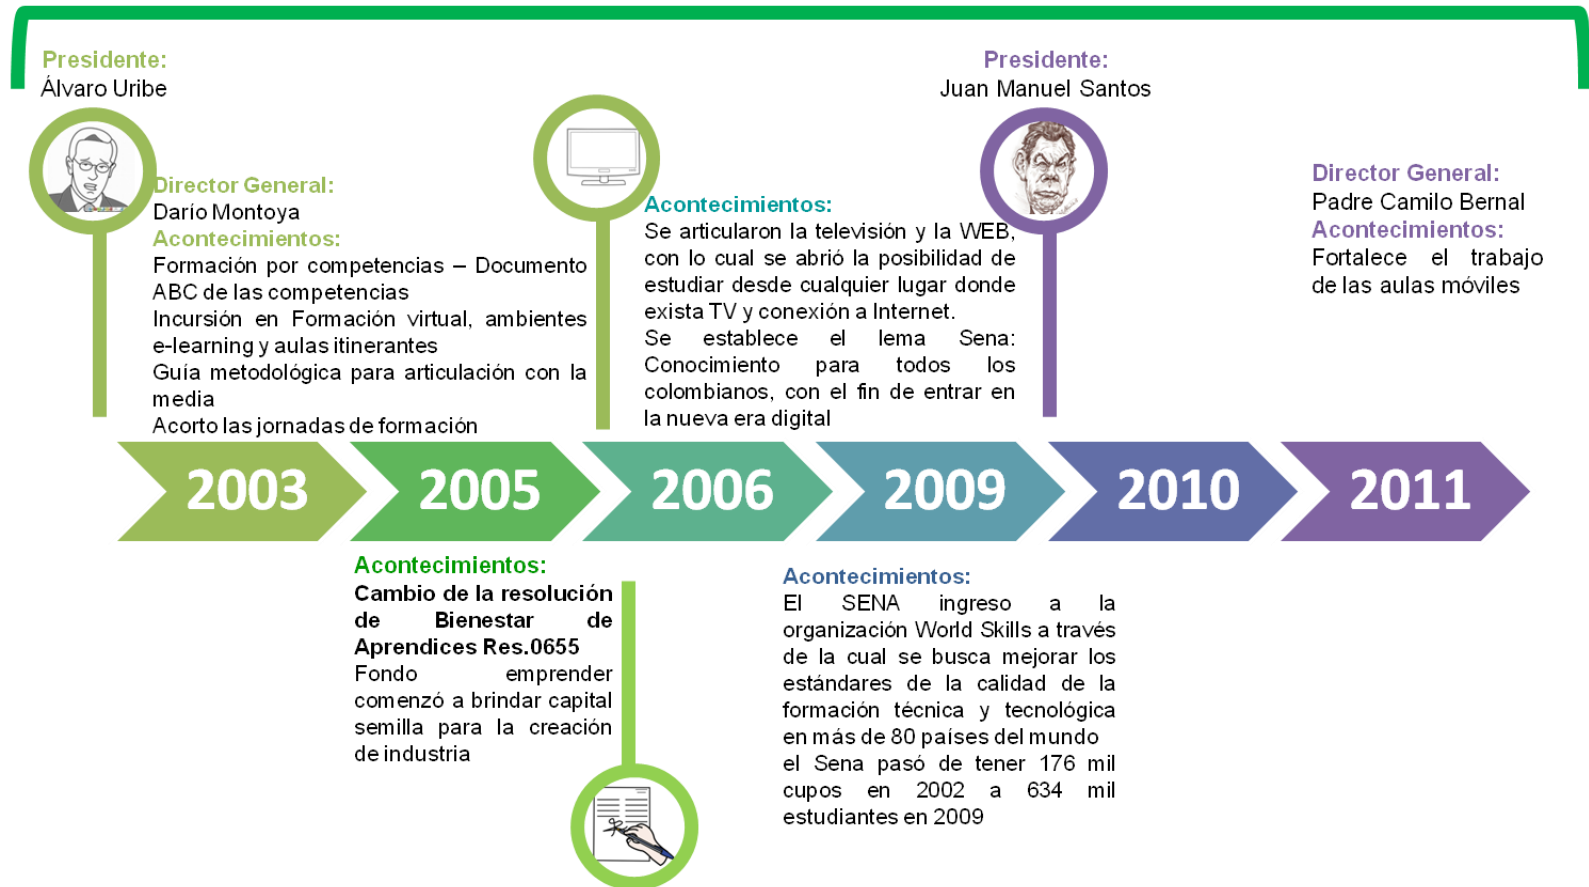 Presidente:
Álvaro Uribe
Director General:
Darío Montoya
Acontecimientos:
Formación por competencias – Documento
ABC de las competencias
Incursión en Formación virtual, ambientes
e-learning y aulas itinerantes
Guía metodológica para articulación con la
media
Acorto las jornadas de formación
Acontecimientos:
Se articularon la televisión y la WEB,
con lo cual se abrió la posibilidad de
estudiar desde cualquier lugar donde
exista TV y conexión a Internet.
Se establece el lema Sena:
Conocimiento para todos los
colombianos, con el fin de entrar en
la nueva era digital
Presidente:
Juan Manuel Santos
Director General:
Padre Camilo Bernal
Acontecimientos:
Fortalece el trabajo
de las aulas móviles
2003
2005
2006
2009
2010
2011
Acontecimientos:
Cambio de la resolución
de Bienestar de
Aprendices Res.0655
Fondo emprender
comenzó a brindar capital
semilla para la creación
de industria
Acontecimientos:
El SENA ingreso a la
organización World Skills a través
de la cual se busca mejorar los
estándares de la calidad de la
formación técnica y tecnológica
en más de 80 países del mundo
el Sena pasó de tener 176 mil
cupos en 2002 a 634 mil
estudiantes en 2009